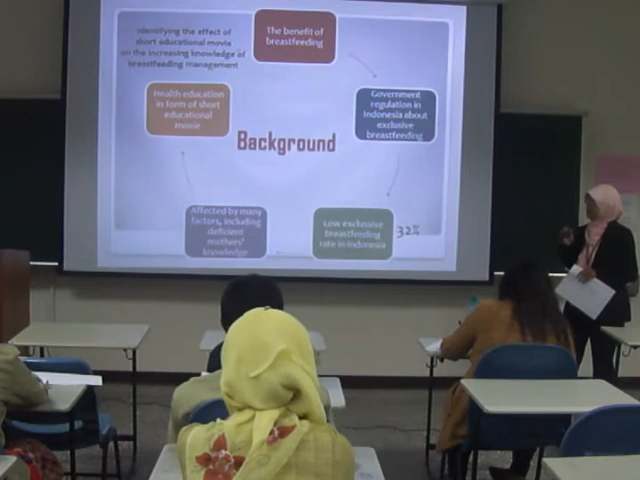 Identifying the effect of
short educational movie
on the increasing knowledge of
breastfeeding management
The benefit of
breastfeeding
Government
regulation in
Indonesia about
exclusive
breastfeeding
Low exclusive
breastfeeding
rate in Indonesia
32%
Affected by many
factors, including
deficient
mothers'
knowledge
Health education
in form of short
educational
movie
Background